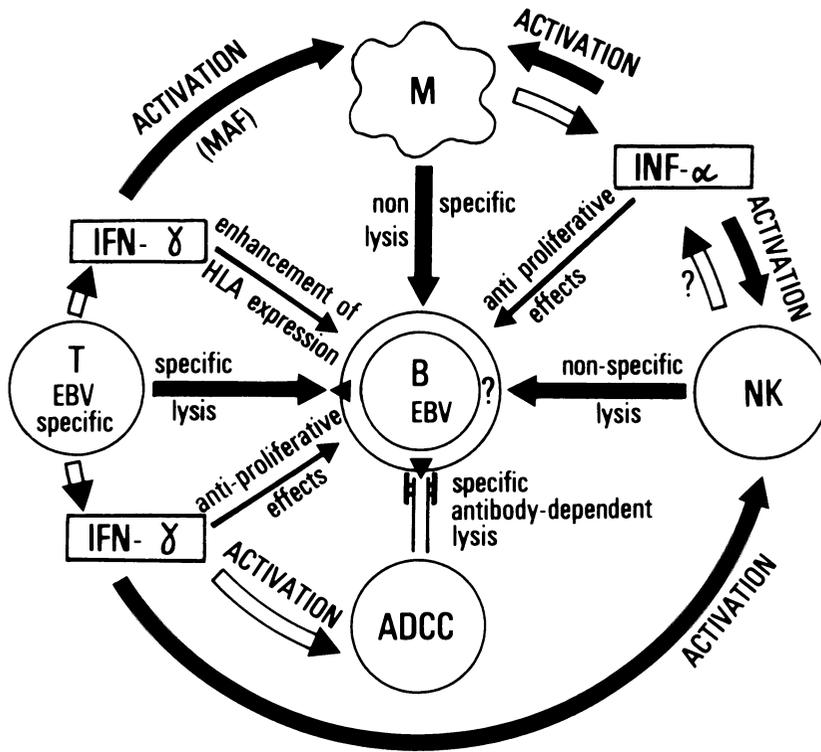 ACTIVATION
(MAF)
M
ACTIVATION
INF-α
non specific
lysis
IFN- γ
enhancement of
HLA expression
anti proliferative
effects
ACTIVATION
?
T
EBV
specific
specific
lysis
B
EBV
?
non-specific
lysis
NK
anti-proliferative
effects
IFN- γ
specific
antibody-dependent
lysis
ACTIVATION
ADCC
ACTIVATION